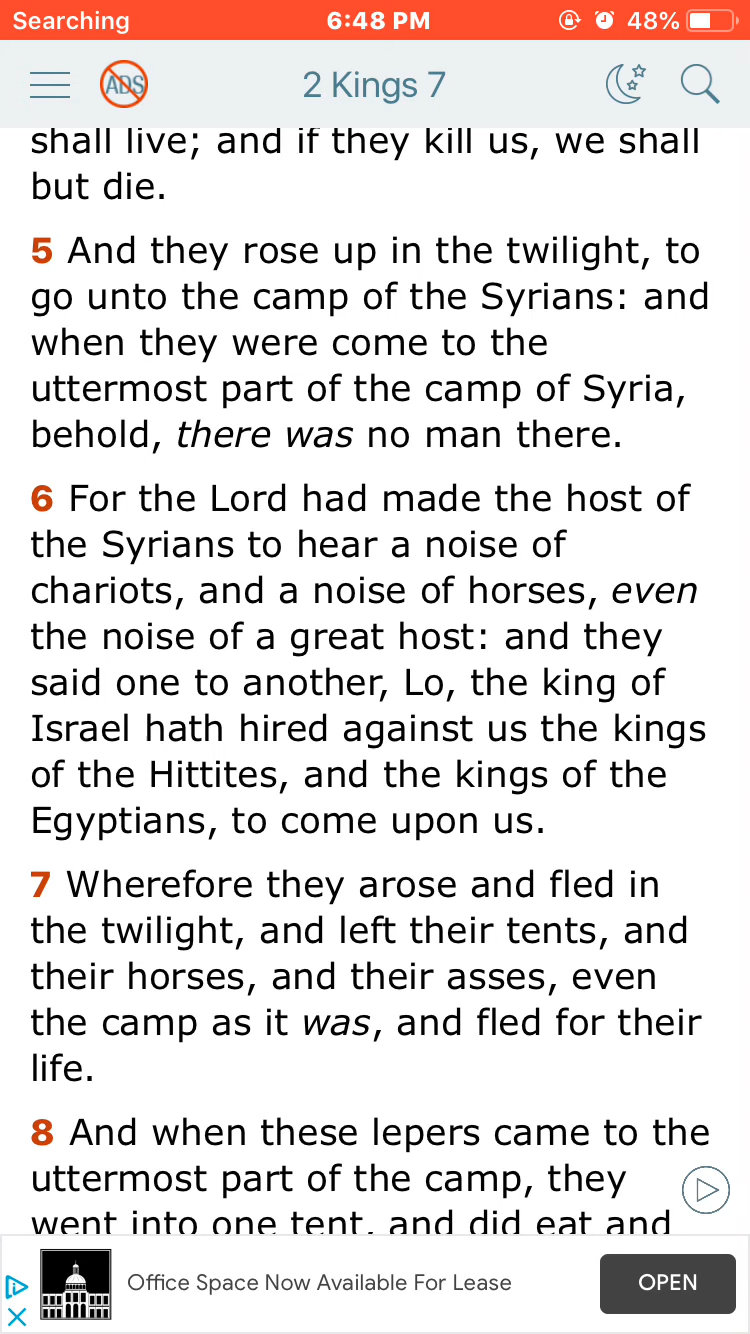 Searching 6:48 PM 48%
ADS 2 Kings 7
shall live; and if they kill us, we shall
but die.
5 And they rose up in the twilight, to
go unto the camp of the Syrians: and
when they were come to the
uttermost part of the camp of Syria,
behold, there was no man there.
6 For the Lord had made the host of
the Syrians to hear a noise of
chariots, and a noise of horses, even
the noise of a great host: and they
said one to another, Lo, the king of
Israel hath hired against us the kings
of the Hittites, and the kings of the
Egyptians, to come upon us.
7 Wherefore they arose and fled in
the twilight, and left their tents, and
their horses, and their asses, even
the camp as it was, and fled for their
life.
8 And when these lepers came to the
uttermost part of the camp, they
went into one tent, and did eat and
Office Space Now Available For Lease OPEN